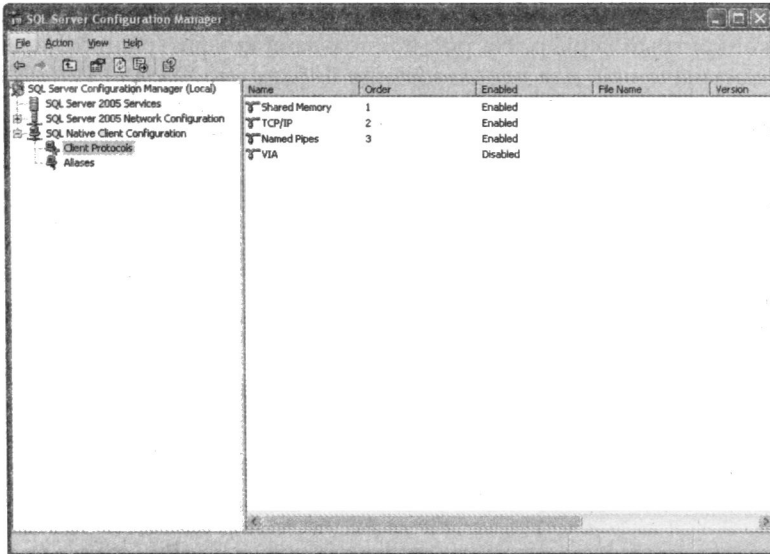 SQL Server Configuration Manager
File Action View Help
SQL Server Configuration Manager (Local)
SQL Server 2005 Services
SQL Server 2005 Network Configuration
SQL Native Client Configuration
Client Protocols
Aliases
Name Order Enabled File Name Version
Shared Memory 1 Enabled
TCP/IP 2 Enabled
Named Pipes 3 Enabled
VIA Disabled